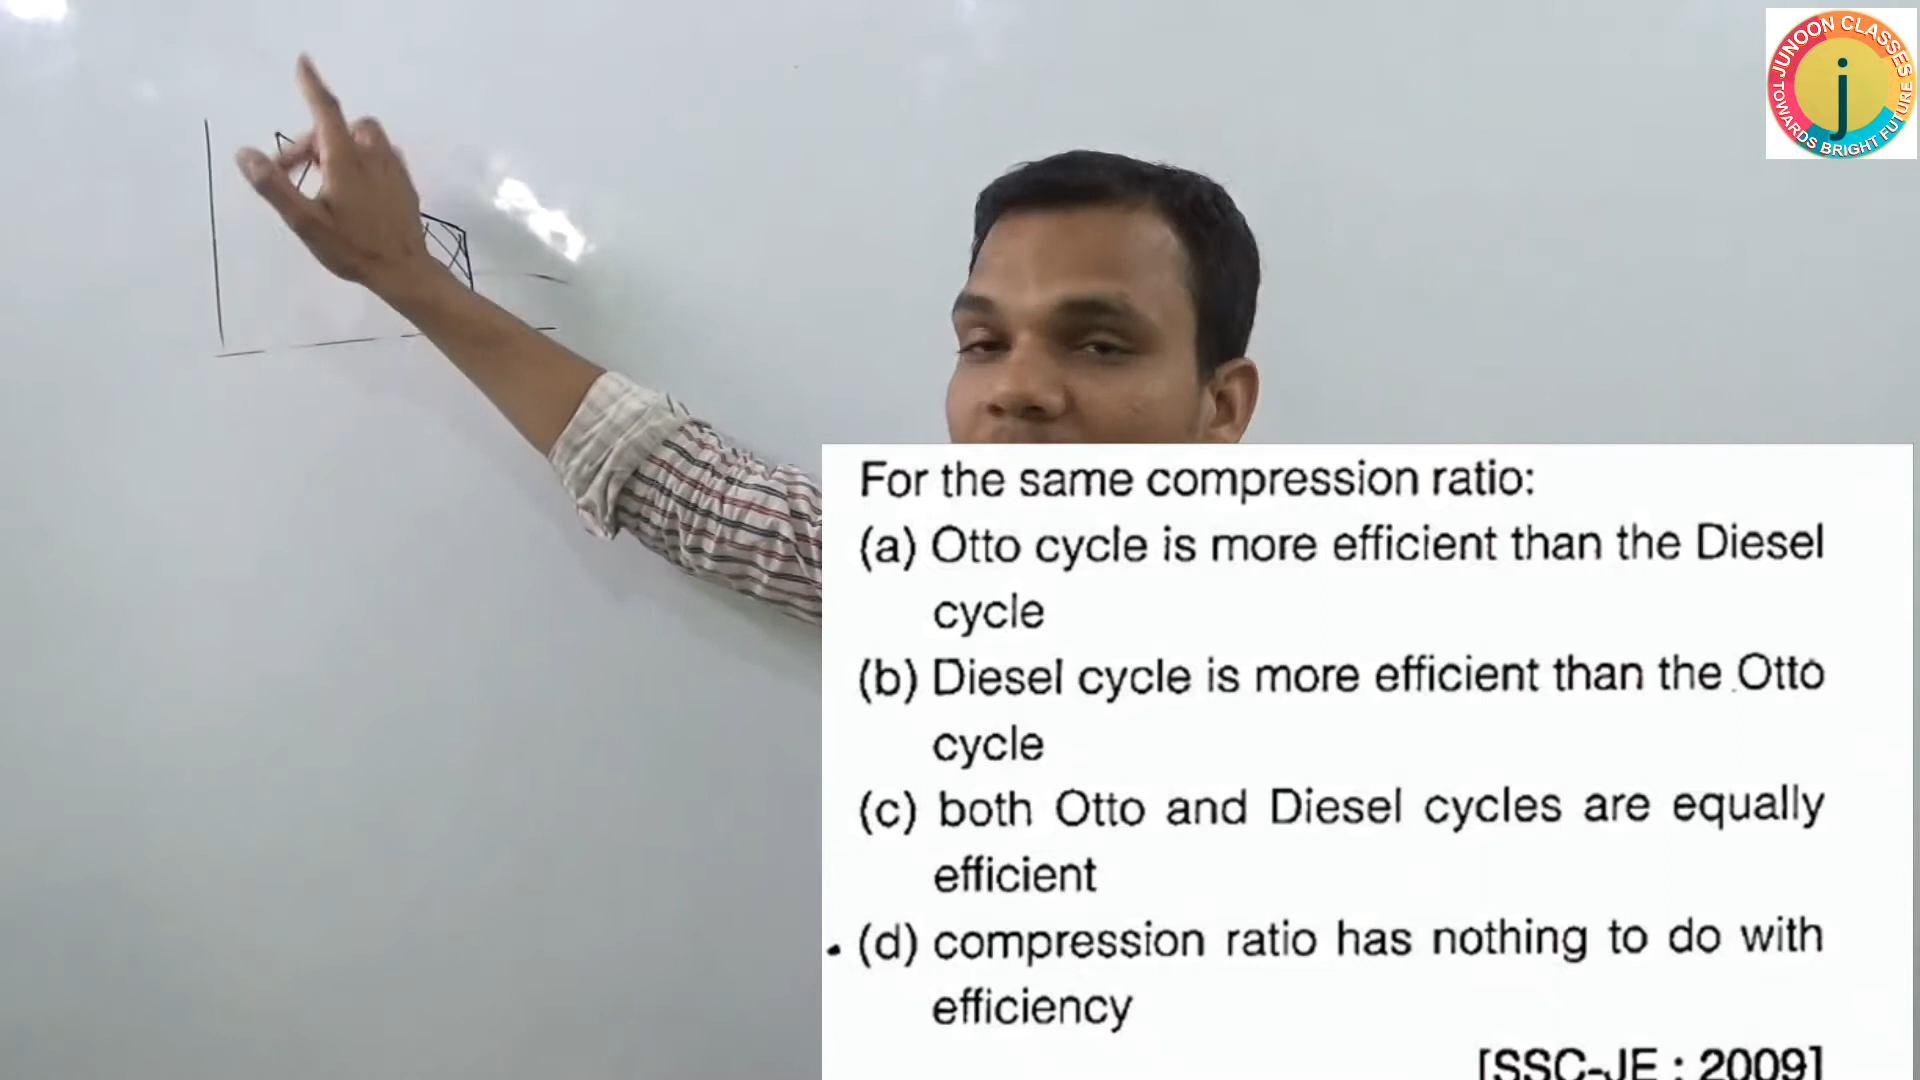 JUNOON CLASSES
TOWARDS BRIGHT FUTURE
j
For the same compression ratio:
(a) Otto cycle is more efficient than the Diesel
cycle
(b) Diesel cycle is more efficient than the Otto
cycle
(c) both Otto and Diesel cycles are equally
efficient
(d) compression ratio has nothing to do with
efficiency
[SSC-JE : 2009]